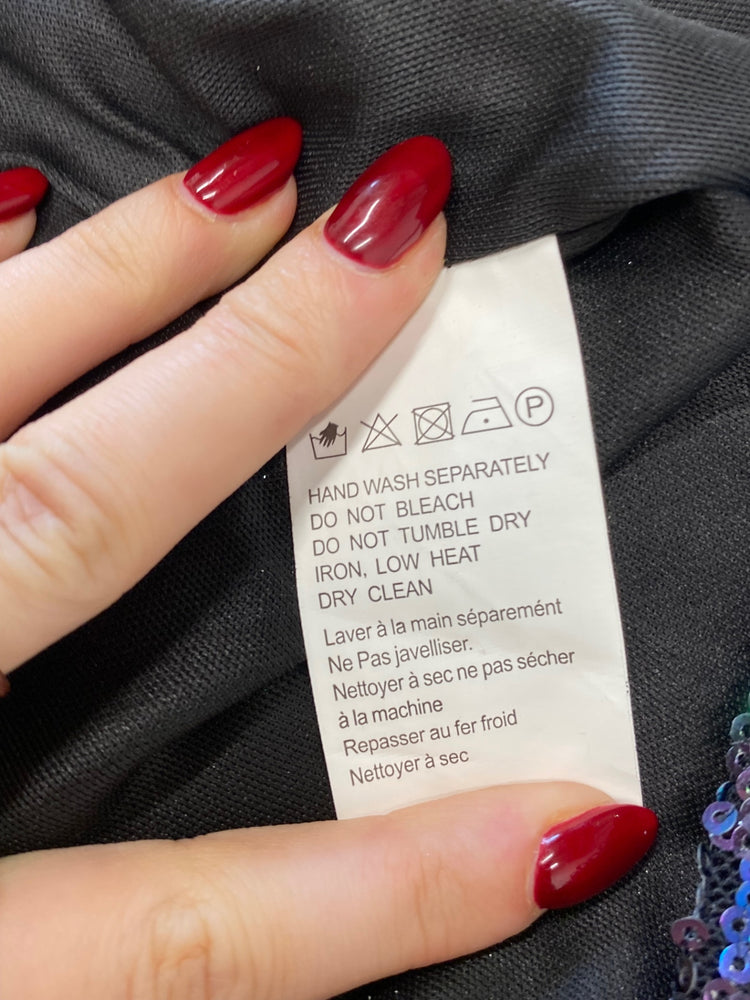 P
HAND WASH SEPARATELY
DO NOT BLEACH
DO NOT TUMBLE DRY
IRON, LOW HEAT
DRY CLEAN
Laver à la main séparemént
Ne Pas javelliser.
Nettoyer à sec ne pas sécher
à la machine
Repasser au fer froid
Nettoyer à sec